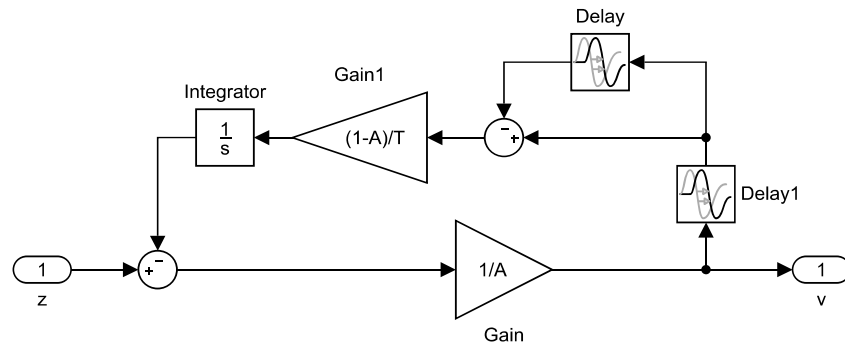 Delay
Gain1
Integrator
1
s
(1-A)/T
Delay1
1
z
1/A
Gain
1
v